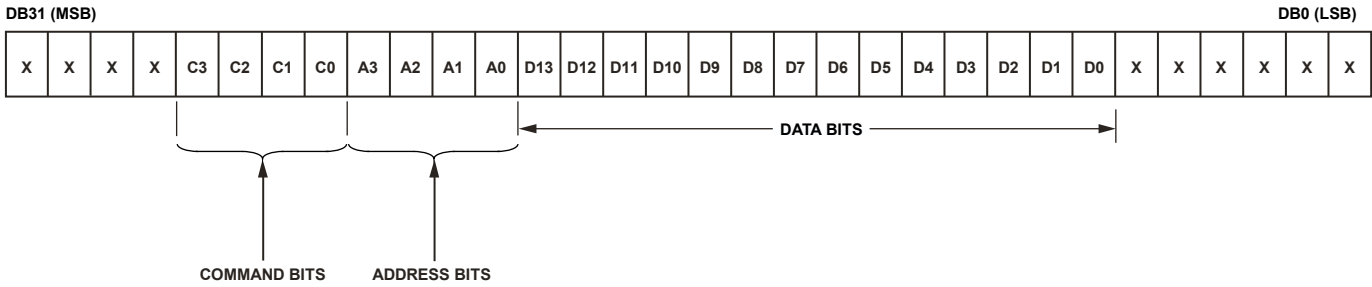 DB31 (MSB) DB0 (LSB)
X X X X C3 C2 C1 C0 A3 A2 A1 A0 D13 D12 D11 D10 D9 D8 D7 D6 D5 D4 D3 D2 D1 D0 X X X X X X
DATA BITS
COMMAND BITS ADDRESS BITS